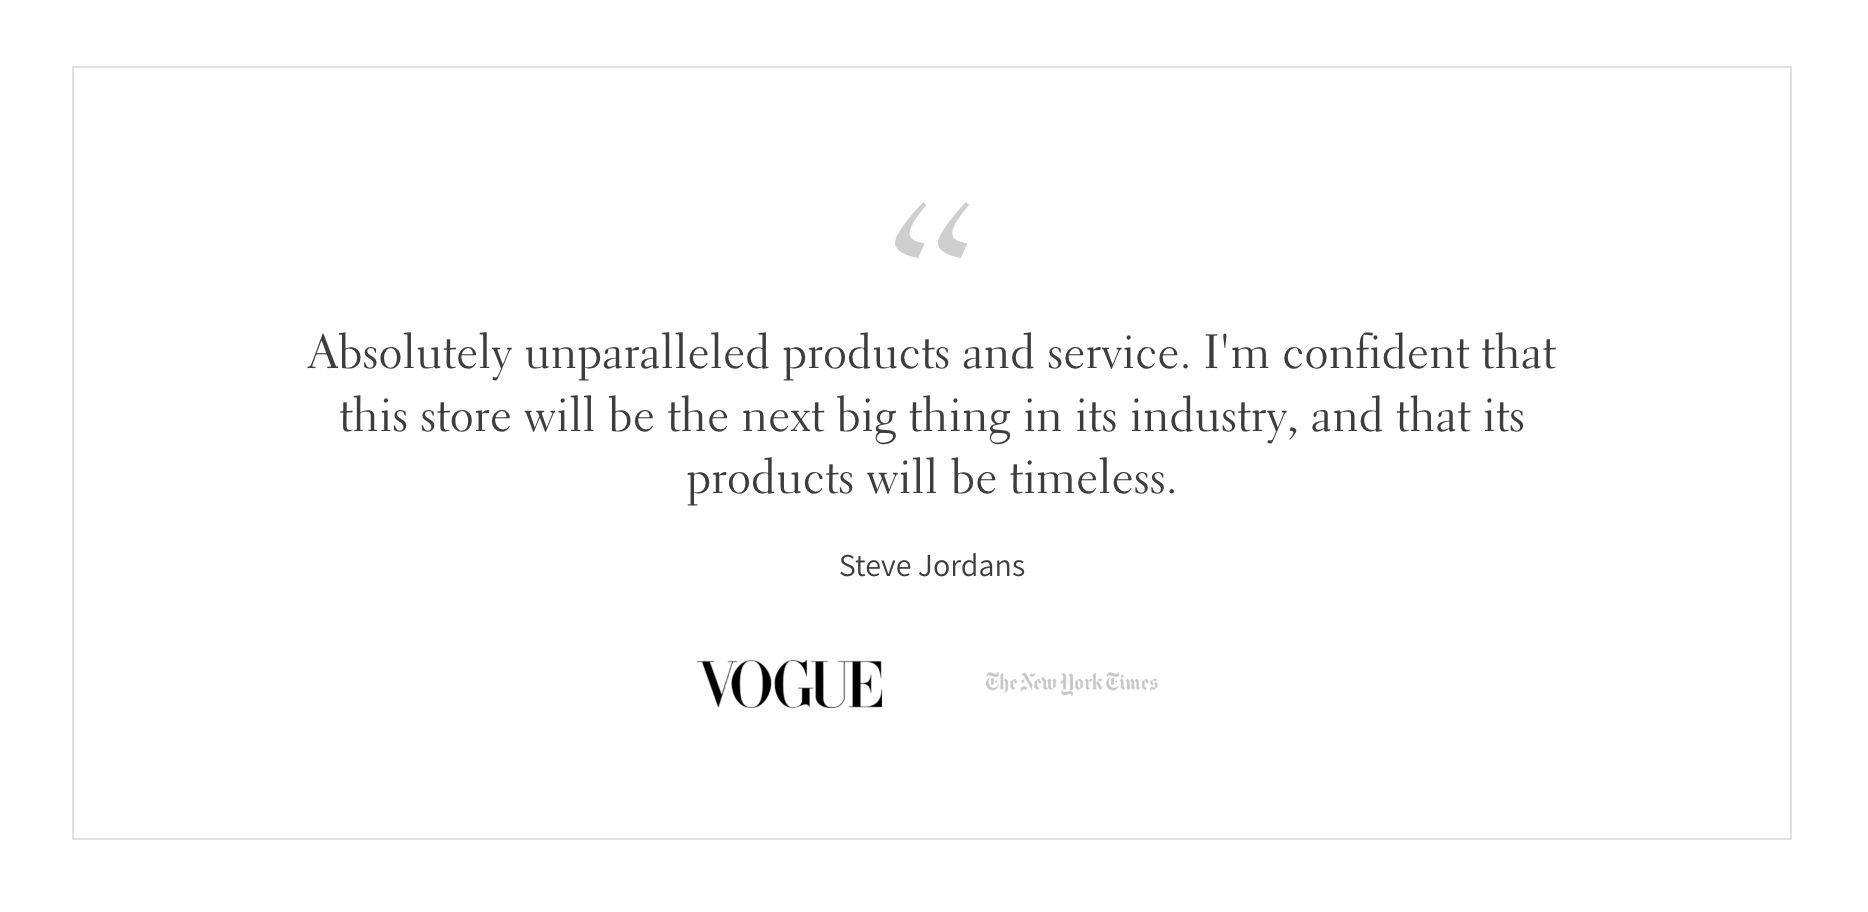 “
Absolutely unparalleled products and service. I'm confident that
this store will be the next big thing in its industry, and that its
products will be timeless.
Steve Jordans
VOGUE
The New York Times